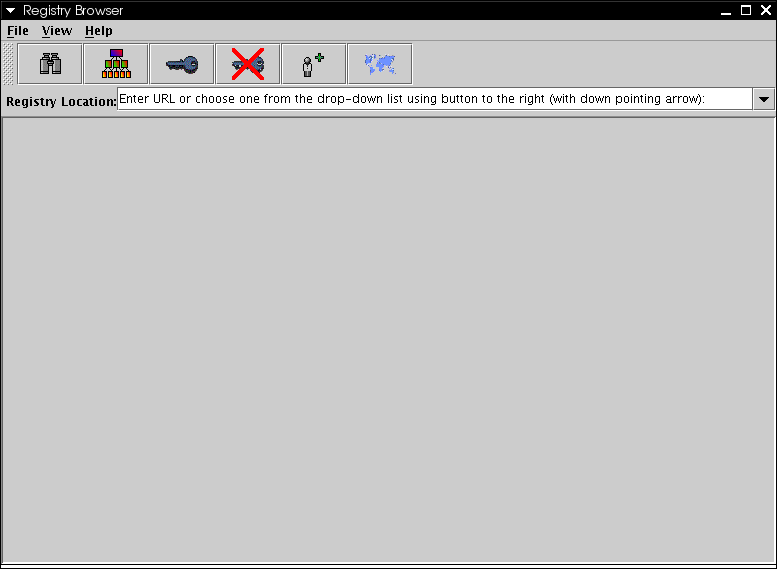 Registry Browser
File View Help
Registry Location: Enter URL or choose one from the drop-down list using button to the right (with down pointing arrow):